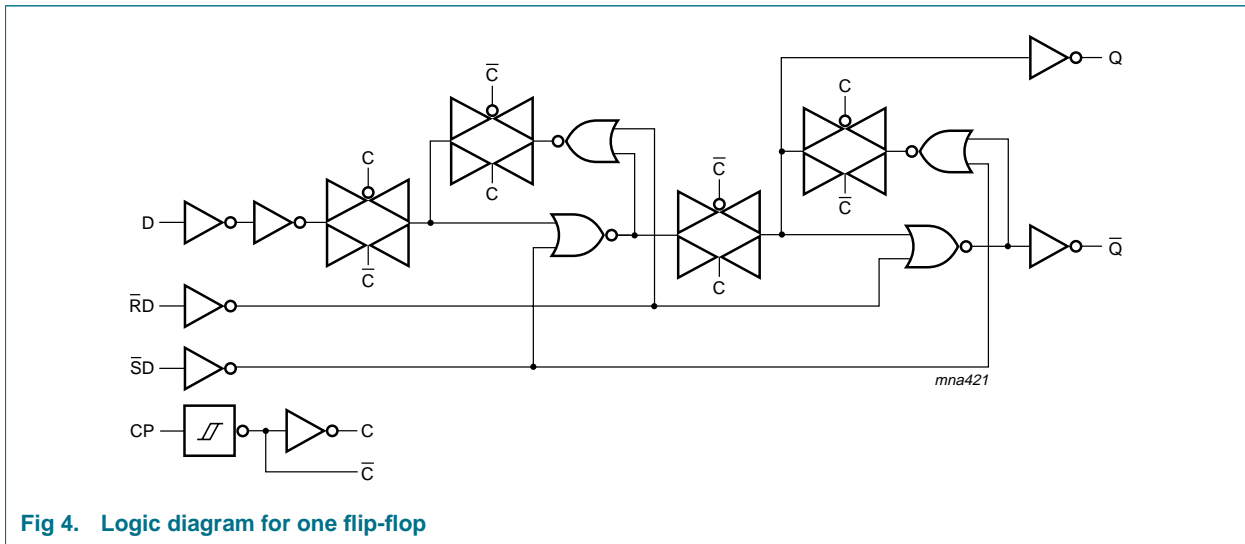 Q
C̅
C
C
C̅
D
C
C̅
C
C̅
C
Q̅
R̅D
S̅D
mna421
CP
C
C̅
Fig 4. Logic diagram for one flip-flop